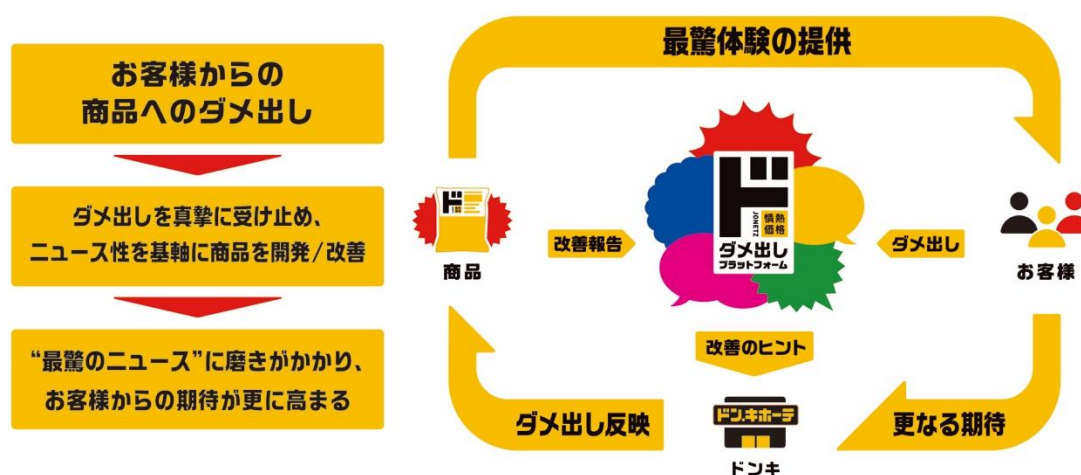 お客様からの
商品へのダメ出し
ダメ出しを真摯に受け止め、
ニュース性を基軸に商品を開発/改善
“最驚のニュース”に磨きがかかり、
お客様からの期待が更に高まる
最驚体験の提供
ド
商品
改善報告
ド
JONETZ
情熱
価格
ダメ出し
プラットフォーム
ダメ出し
お客様
改善のヒント
ダメ出し反映
ドン.キホーテ
ドンキ
更なる期待